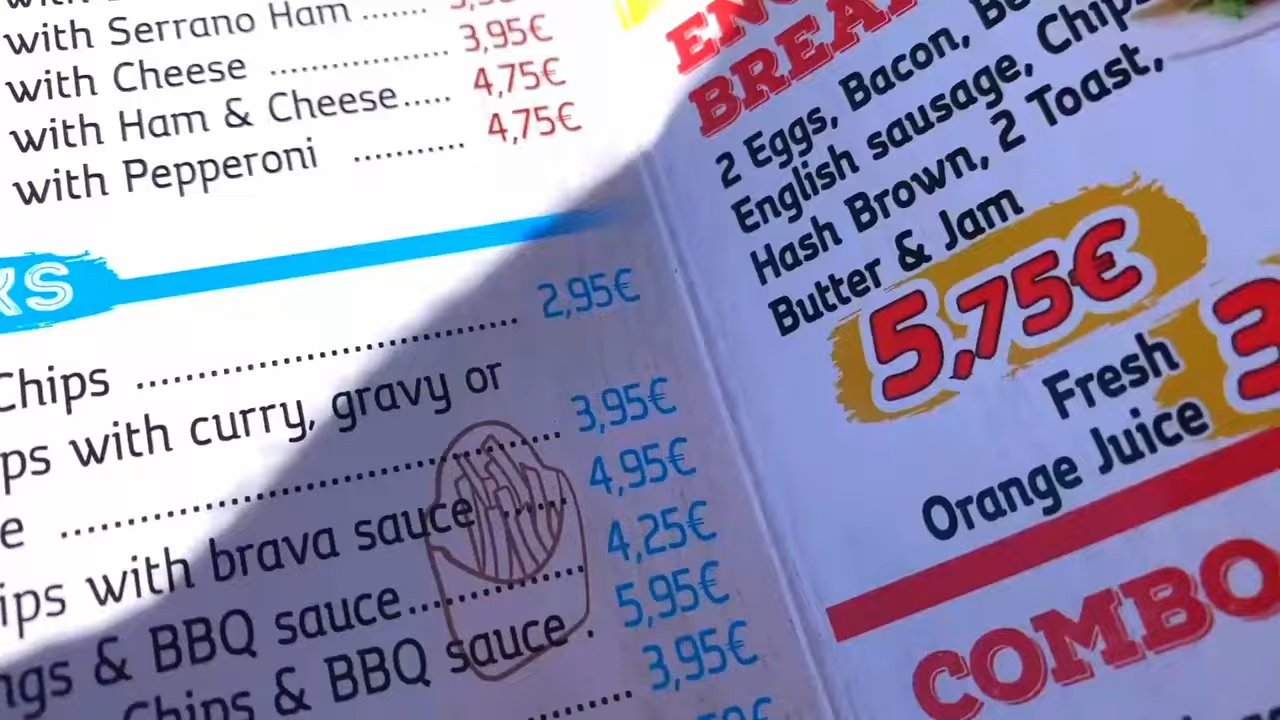 with Serrano Ham .......
with Cheese .................. 3,95€
with Ham & Cheese..... 4,75€
with Pepperoni ........... 4,75€
KS
Chips ........................................ 2,95€
ps with curry, gravy or
e ..................................................... 3,95€
ips with brava sauce ...... 4,95€
ngs & BBQ sauce................... 4,25€
Chips & BBQ sauce . 5,95€
............ 3,95€
BREA
2 Eggs, Bacon, Be
English sausage, Chips
Hash Brown, 2 Toast,
Butter & Jam
5,75€
Fresh
Orange Juice 3
COMBO